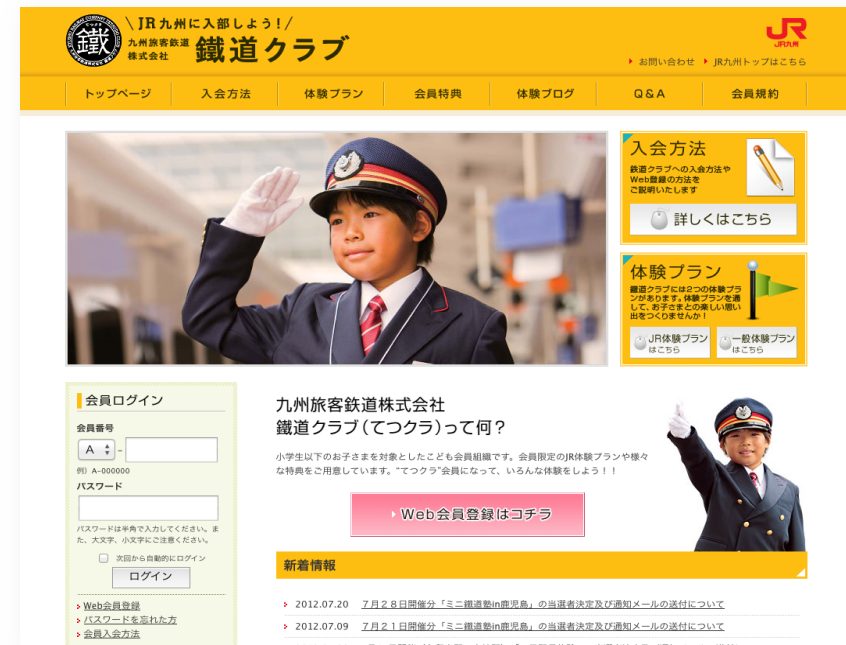 鐵
\ JR九州に入部しよう! /
九州旅客鉄道
株式会社
鐵道クラブ
JR
JR九州
お問い合わせ
JR九州トップはこちら
トップページ
入会方法
体験プラン
会員特典
体験ブログ
Q&A
会員規約
入会方法
鉄道クラブへの入会方法や
Web登録の方法を
ご説明いたします
詳しくはこちら
体験プラン
鐵道クラブには2つの体験プラ
ンがあります。体験プランを通
して、お子さまとの楽しい思い
出をつくりませんか!
JR体験プラン
はこちら
一般体験プラン
はこちら
会員ログイン
会員番号
A
-
例) A-000000
パスワード
パスワードは半角で入力してください。ま
た、大文字、小文字にご注意ください。
次回から自動的にログイン
ログイン
Web会員登録
パスワードを忘れた方
会員入会方法
九州旅客鉄道株式会社
鐵道クラブ(てつクラ)って何?
小学生以下のお子さまを対象としたこども会員組織です。会員限定のJR体験プランや様々
な特典をご用意しています。"てつクラ"会員になって、いろんな体験をしよう!!
Web会員登録はコチラ
新着情報
2012.07.20 7月28日開催分「ミニ鐵道塾in鹿児島」の当選者決定及び通知メールの送付について
2012.07.09 7月21日開催分「ミニ鐵道塾in鹿児島」の当選者決定及び通知メールの送付について